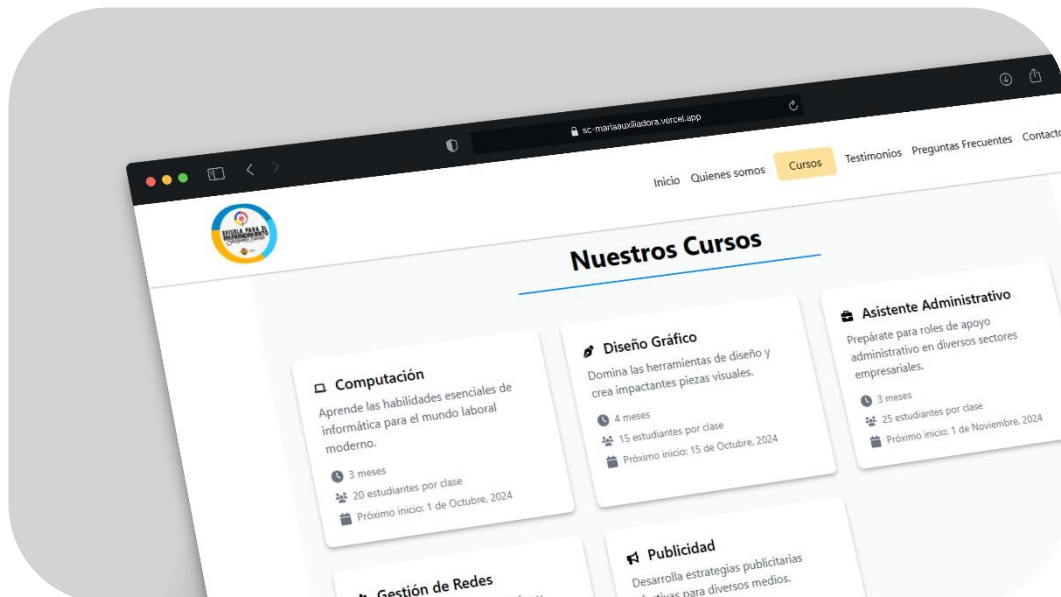 sc-mariaauxiliadora.vercel.app
Inicio Quienes somos Cursos Testimonios Preguntas Frecuentes Contacto
ESCUELA PARA EL
EMPRENDIMIENTO
Nuestros Cursos
Computación
Aprende las habilidades esenciales de
informática para el mundo laboral
moderno.
3 meses
20 estudiantes por clase
Próximo inicio: 1 de Octubre, 2024
Diseño Gráfico
Domina las herramientas de diseño y
crea impactantes piezas visuales.
4 meses
15 estudiantes por clase
Próximo inicio: 15 de Octubre, 2024
Asistente Administrativo
Prepárate para roles de apoyo
administrativo en diversos sectores
empresariales.
3 meses
25 estudiantes por clase
Próximo inicio: 1 de Noviembre, 2024
Gestión de Redes
Publicidad
Desarrolla estrategias publicitarias
para diversos medios.